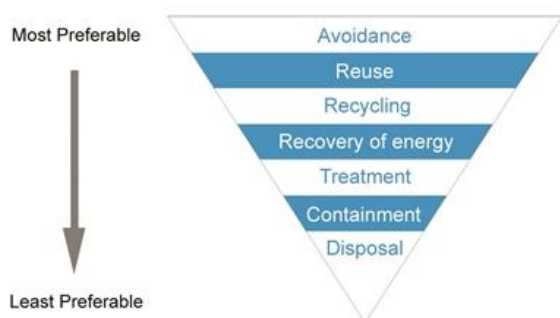 Most Preferable
Avoidance
Reuse
Recycling
Recovery of energy
Treatment
Containment
Disposal
Least Preferable